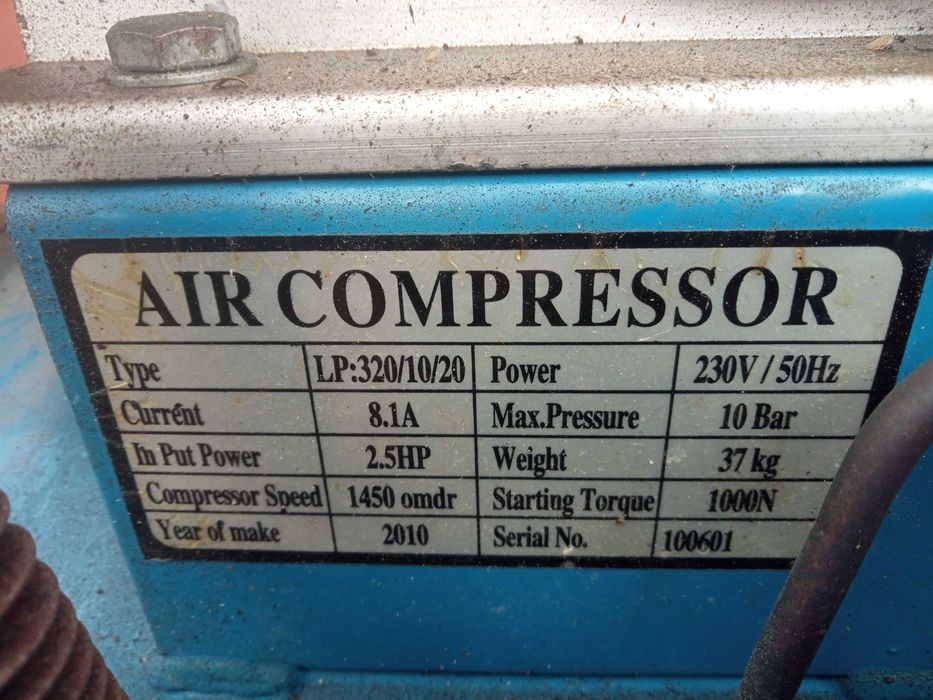 AIR COMPRESSOR
Type LP:320/10/20 Power 230V/50Hz
Current 8.1A Max.Pressure 10 Bar
In Put Power 2.5HP Weight 37 kg
Compressor Speed 1450 omdr Starting Torque 1000N
Year of make 2010 Serial No. 100601